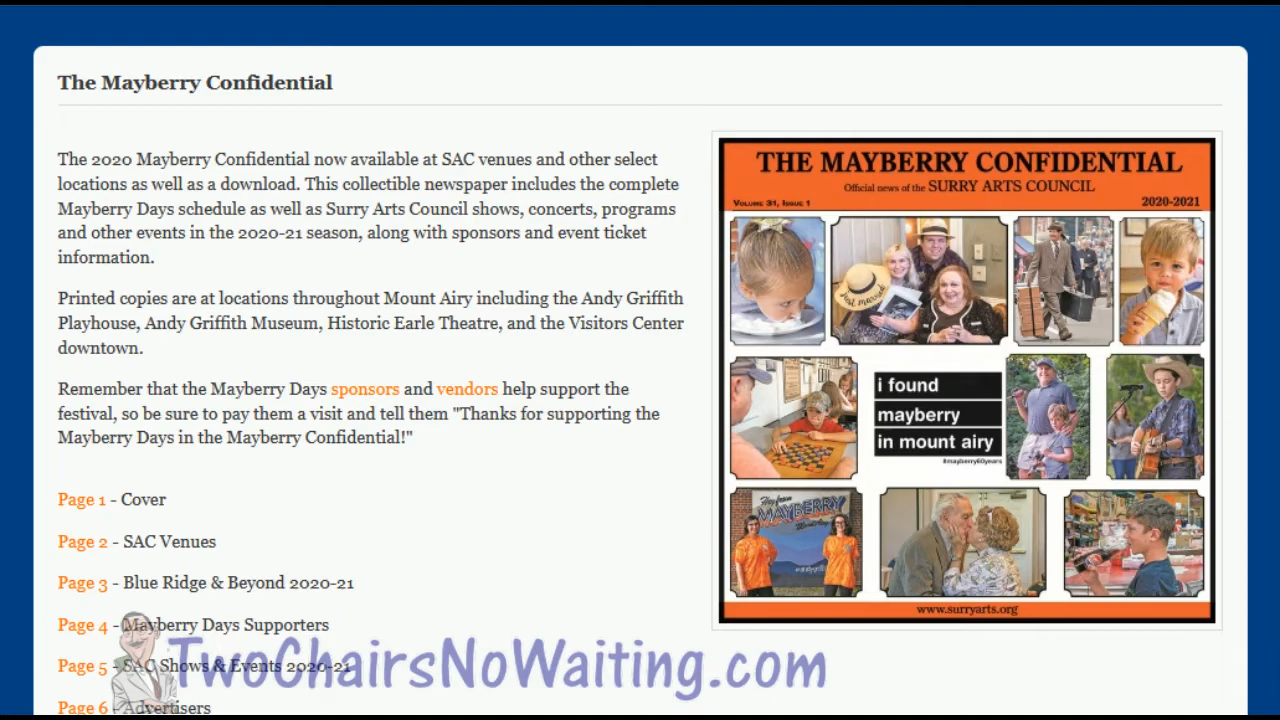 The Mayberry Confidential
The 2020 Mayberry Confidential now available at SAC venues and other select
locations as well as a download. This collectible newspaper includes the complete
Mayberry Days schedule as well as Surry Arts Council shows, concerts, programs
and other events in the 2020-21 season, along with sponsors and event ticket
information.
Printed copies are at locations throughout Mount Airy including the Andy Griffith
Playhouse, Andy Griffith Museum, Historic Earle Theatre, and the Visitors Center
downtown.
Remember that the Mayberry Days sponsors and vendors help support the
festival, so be sure to pay them a visit and tell them "Thanks for supporting the
Mayberry Days in the Mayberry Confidential!"
Page 1 - Cover
Page 2 - SAC Venues
Page 3 - Blue Ridge & Beyond 2020-21
Page 4 - Mayberry Days Supporters
Page 5 - SAC Shows & Events 2020-21
Page 6 - Advertisers
THE MAYBERRY CONFIDENTIAL
Official news of the SURRY ARTS COUNCIL
Volume 31, Issue 1
2020-2021
just married
i found
mayberry
in mount airy
#mayberry60years
MAYBERRY
www.surryarts.org
TwoChairsNoWaiting.com